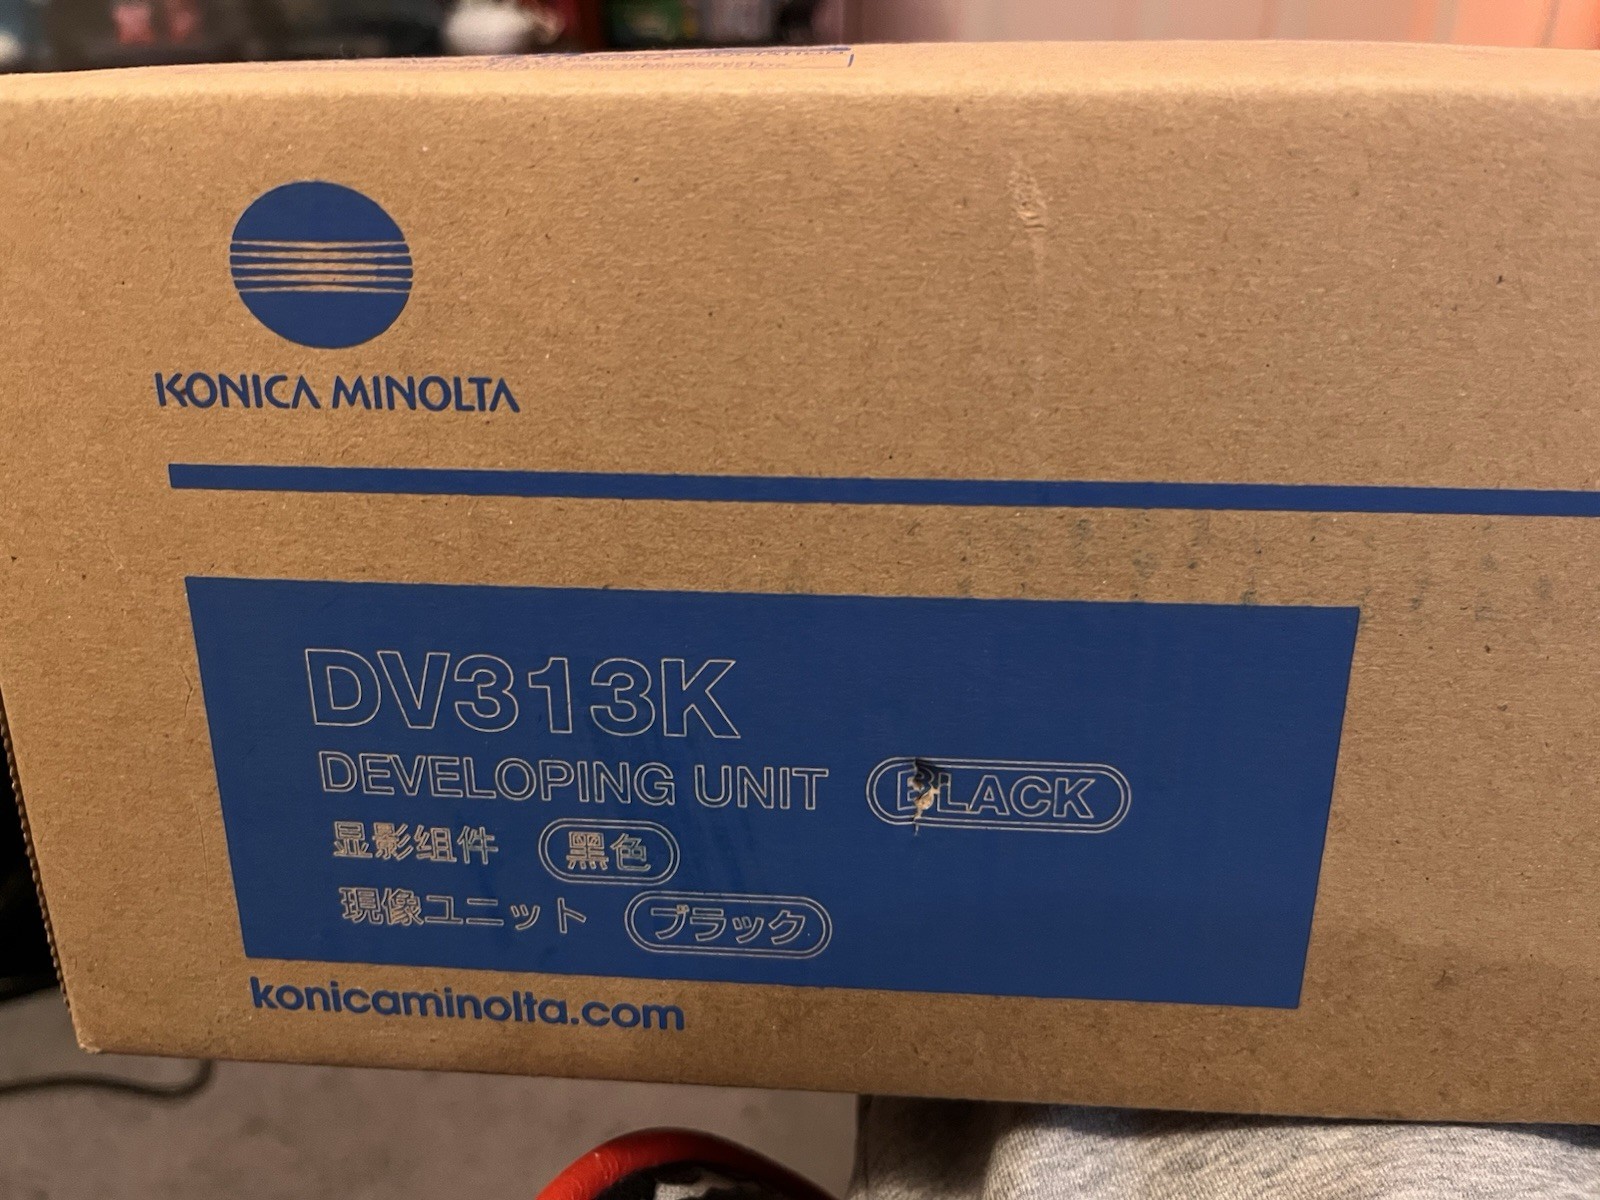 KONICA MINOLTA
DV313K
DEVELOPING UNIT BLACK
显影组件 黑色
現像ユニット ブラック
konicaminolta.com